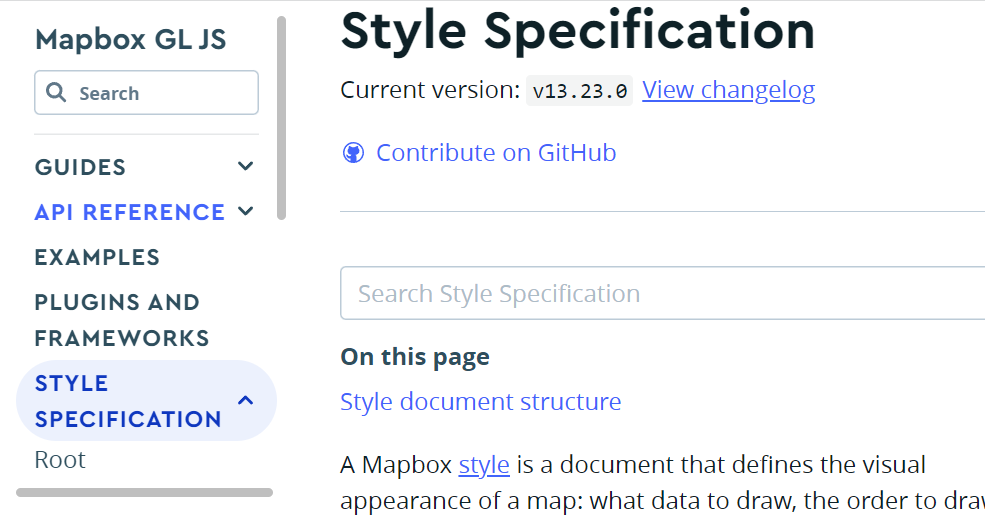 Mapbox GL JS
Search
GUIDES
API REFERENCE
EXAMPLES
PLUGINS AND
FRAMEWORKS
STYLE
SPECIFICATION
Root
Style Specification
Current version: v13.23.0 View changelog
Contribute on GitHub
Search Style Specification
On this page
Style document structure
A Mapbox style is a document that defines the visual
appearance of a map: what data to draw, the order to